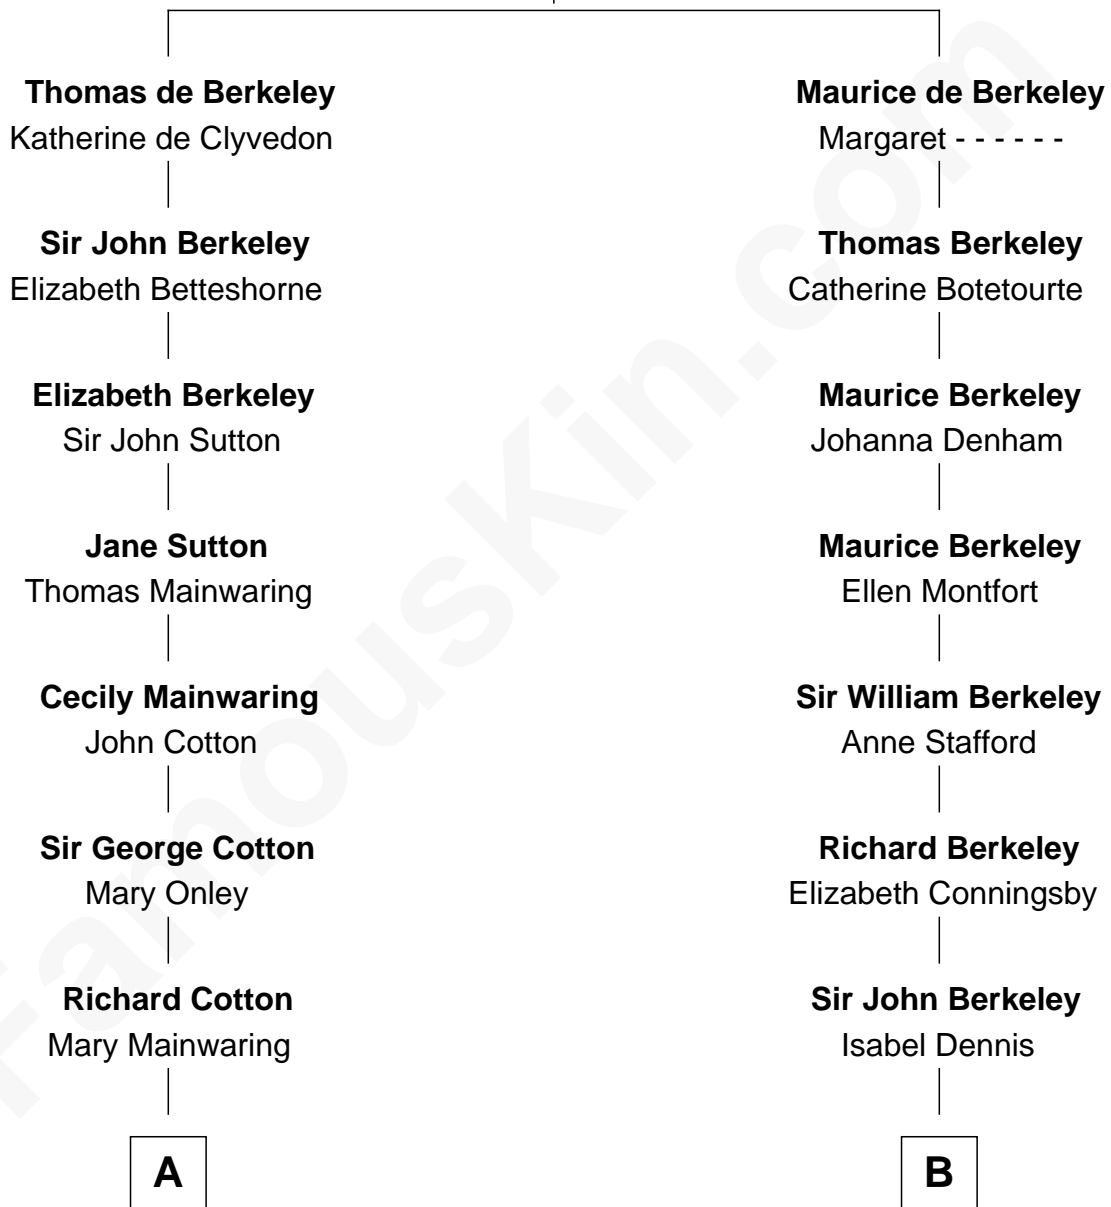 Thomas de Berkeley
Katherine de Clyvedon
Sir John Berkeley
Elizabeth Betteshorne
Elizabeth Berkeley
Sir John Sutton
Jane Sutton
Thomas Mainwaring
Cecily Mainwaring
John Cotton
Sir George Cotton
Mary Onley
Richard Cotton
Mary Mainwaring
A
Maurice de Berkeley
Margaret - - - - - -
Thomas Berkeley
Catherine Botetourte
Maurice Berkeley
Johanna Denham
Maurice Berkeley
Ellen Montfort
Sir William Berkeley
Anne Stafford
Richard Berkeley
Elizabeth Conningsby
Sir John Berkeley
Isabel Dennis
B
FamousKin.com